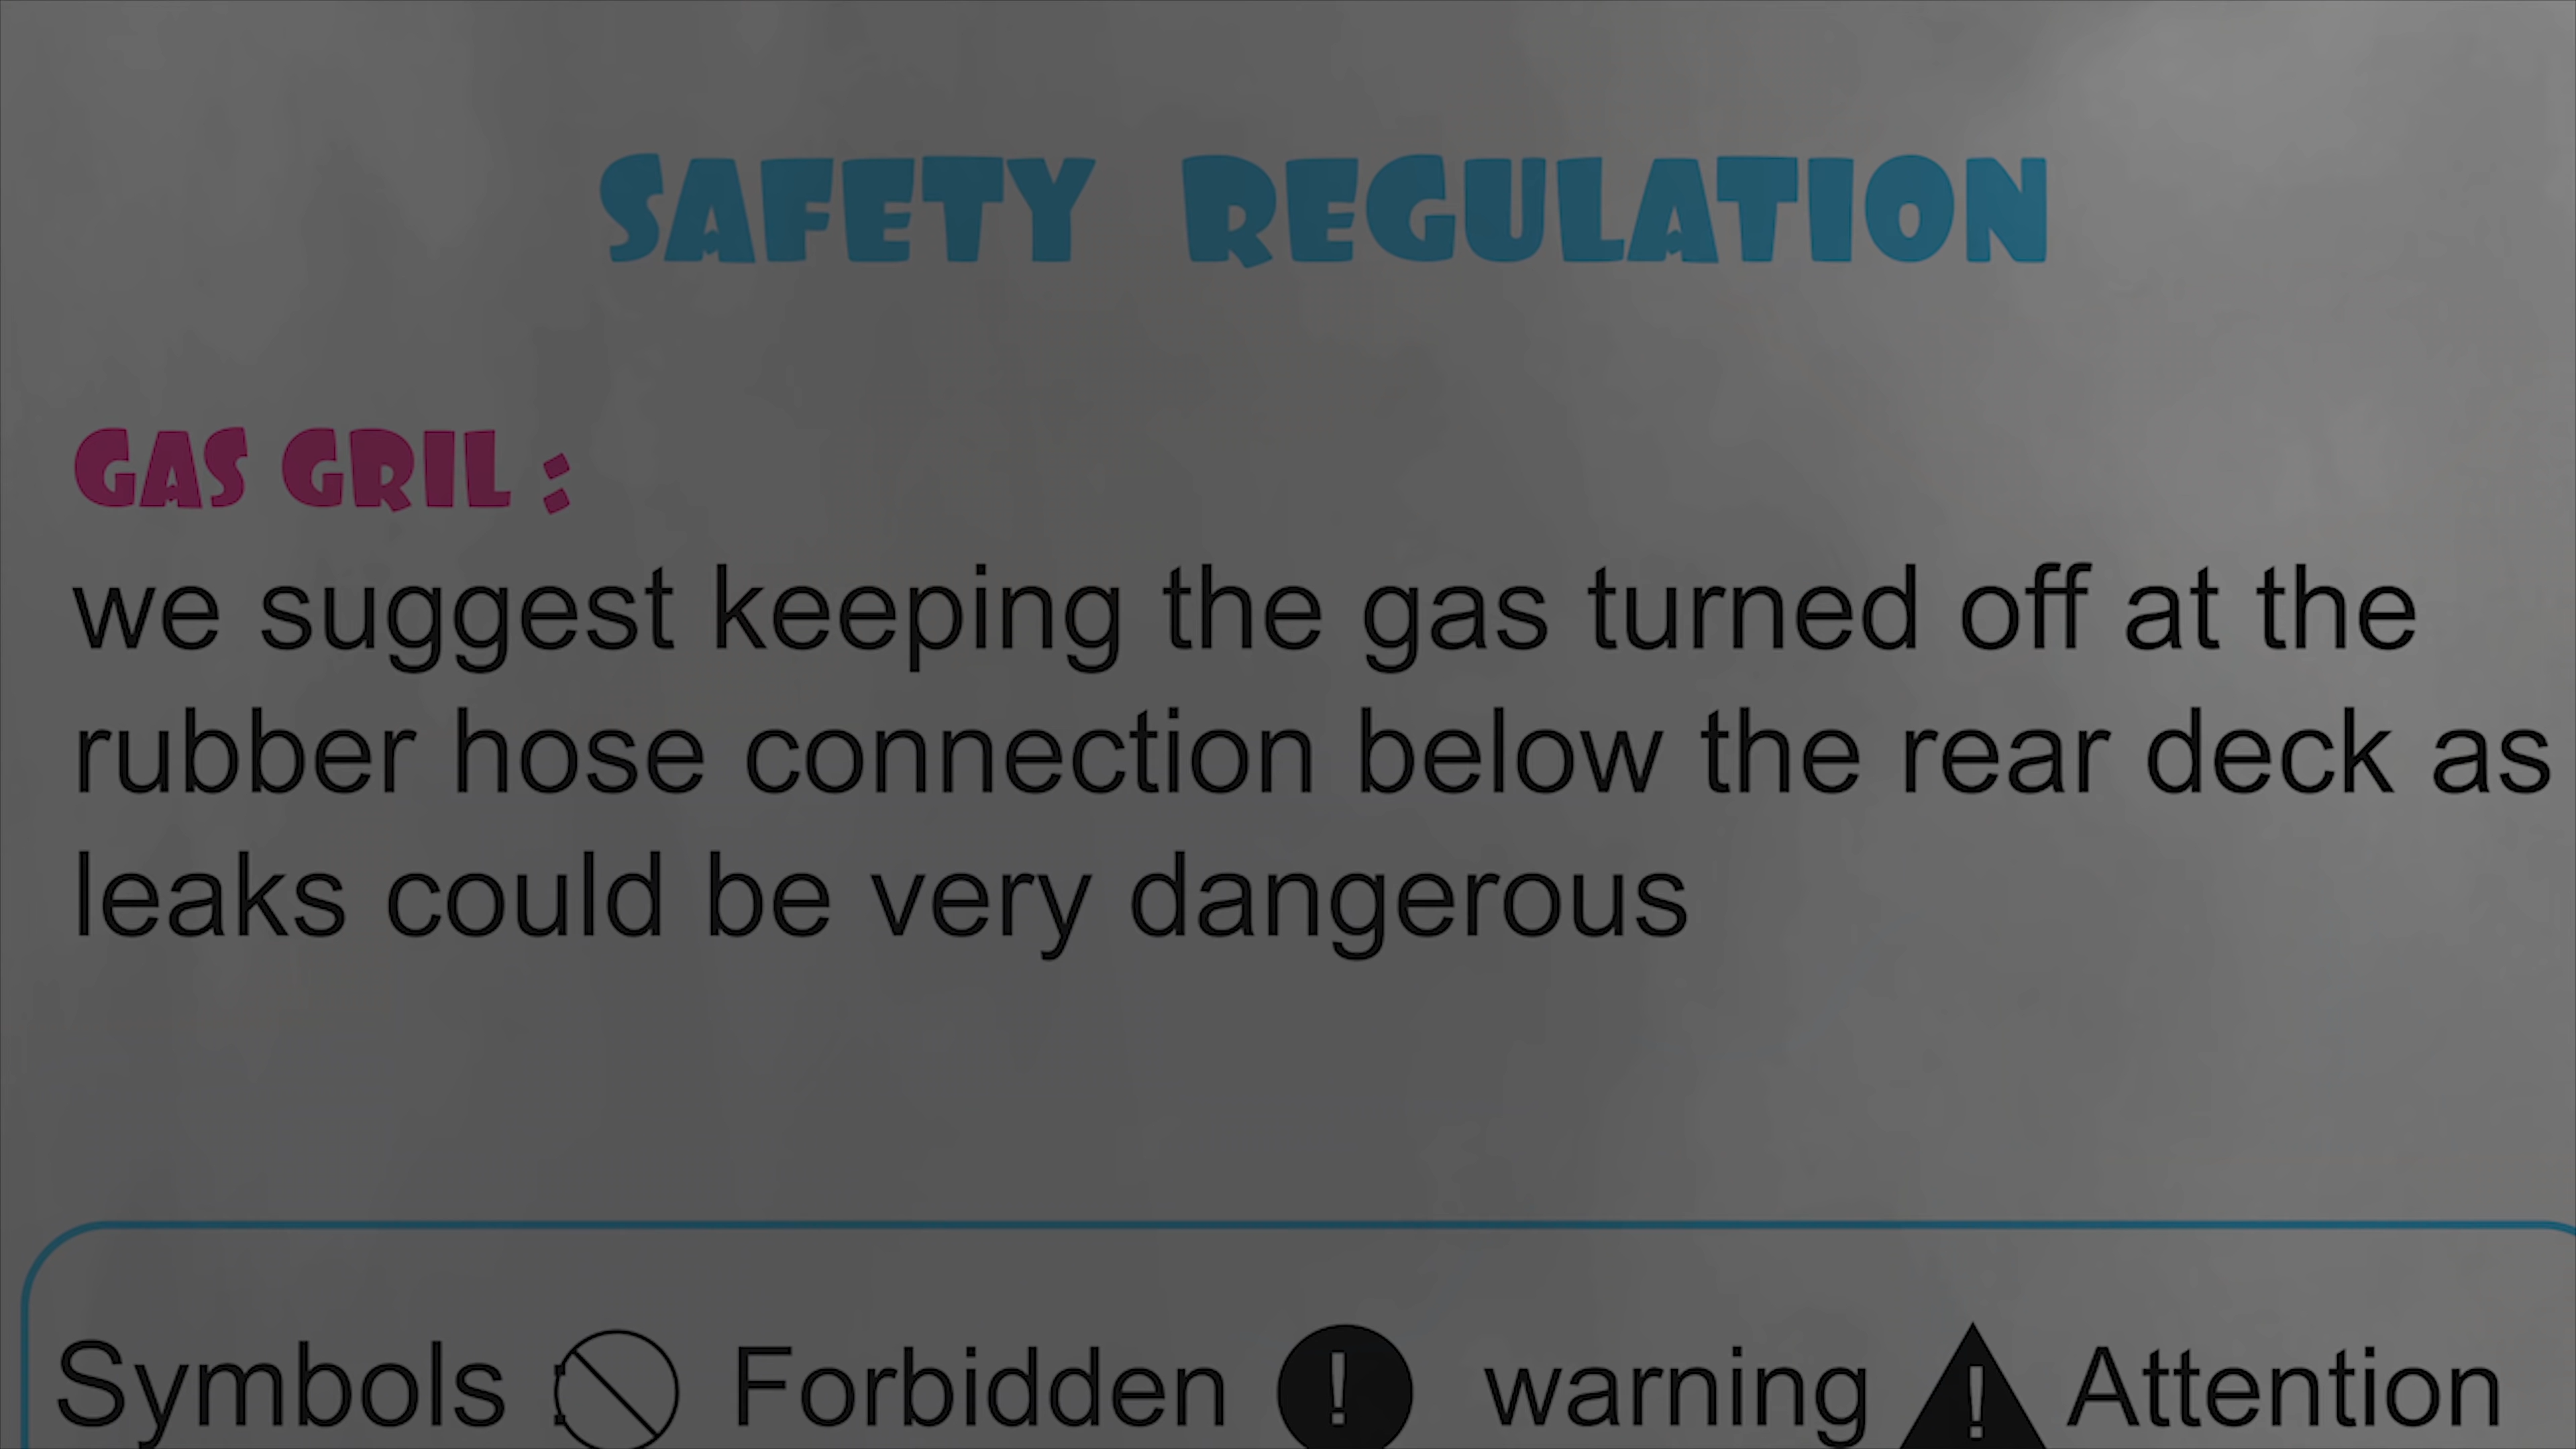 SAFETY REGULATION
GAS GRIL :
we suggest keeping the gas turned off at the
rubber hose connection below the rear deck as
leaks could be very dangerous
Symbols : Forbidden ! warning ! Attention